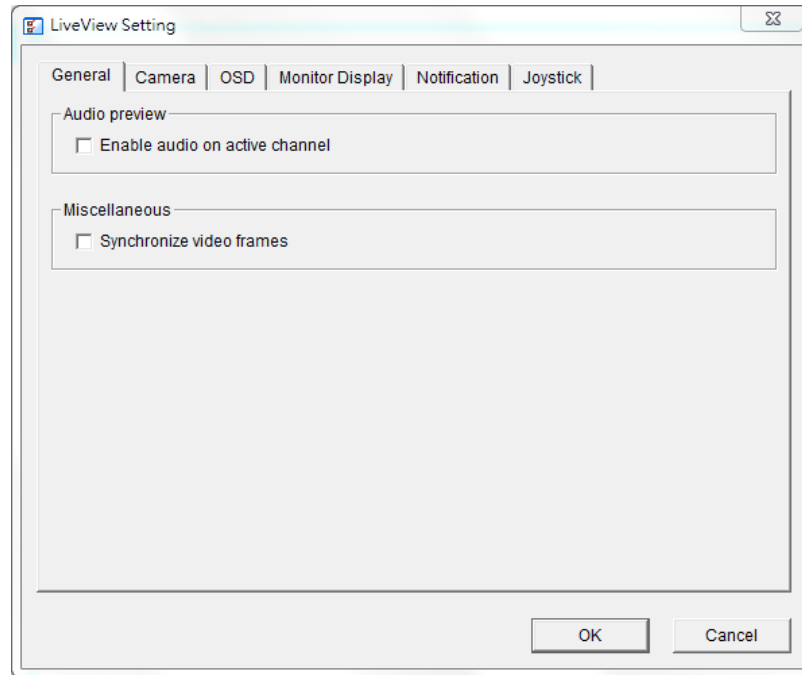 LiveView Setting
General Camera OSD Monitor Display Notification Joystick
Audio preview
Enable audio on active channel
Miscellaneous
Synchronize video frames
OK Cancel